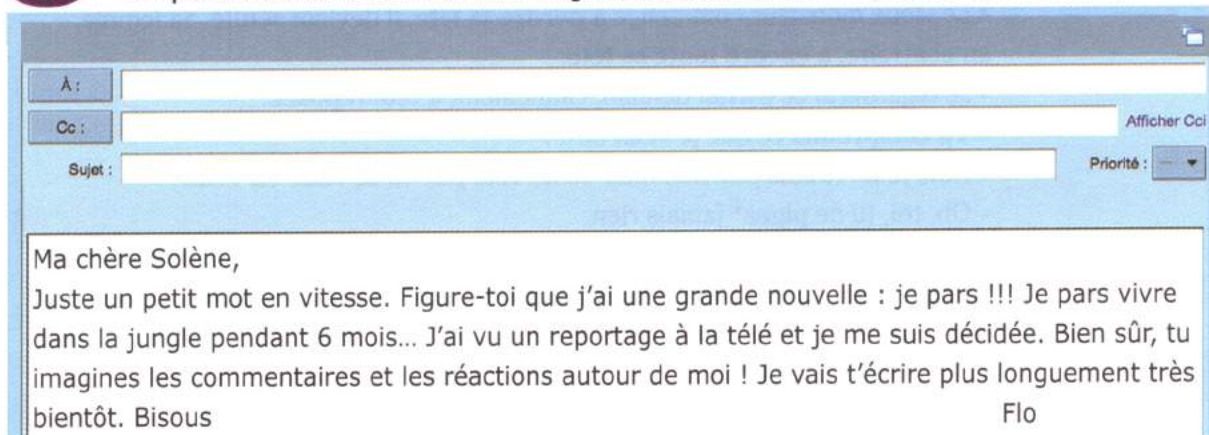 À :
Cc :
Afficher Cci
Sujet :
Priorité :
Ma chère Solène,
Juste un petit mot en vitesse. Figure-toi que j'ai une grande nouvelle : je pars !!! Je pars vivre
dans la jungle pendant 6 mois... J'ai vu un reportage à la télé et je me suis décidée. Bien sûr, tu
imagines les commentaires et les réactions autour de moi ! Je vais t'écrire plus longuement très
bientôt. Bisous Flo